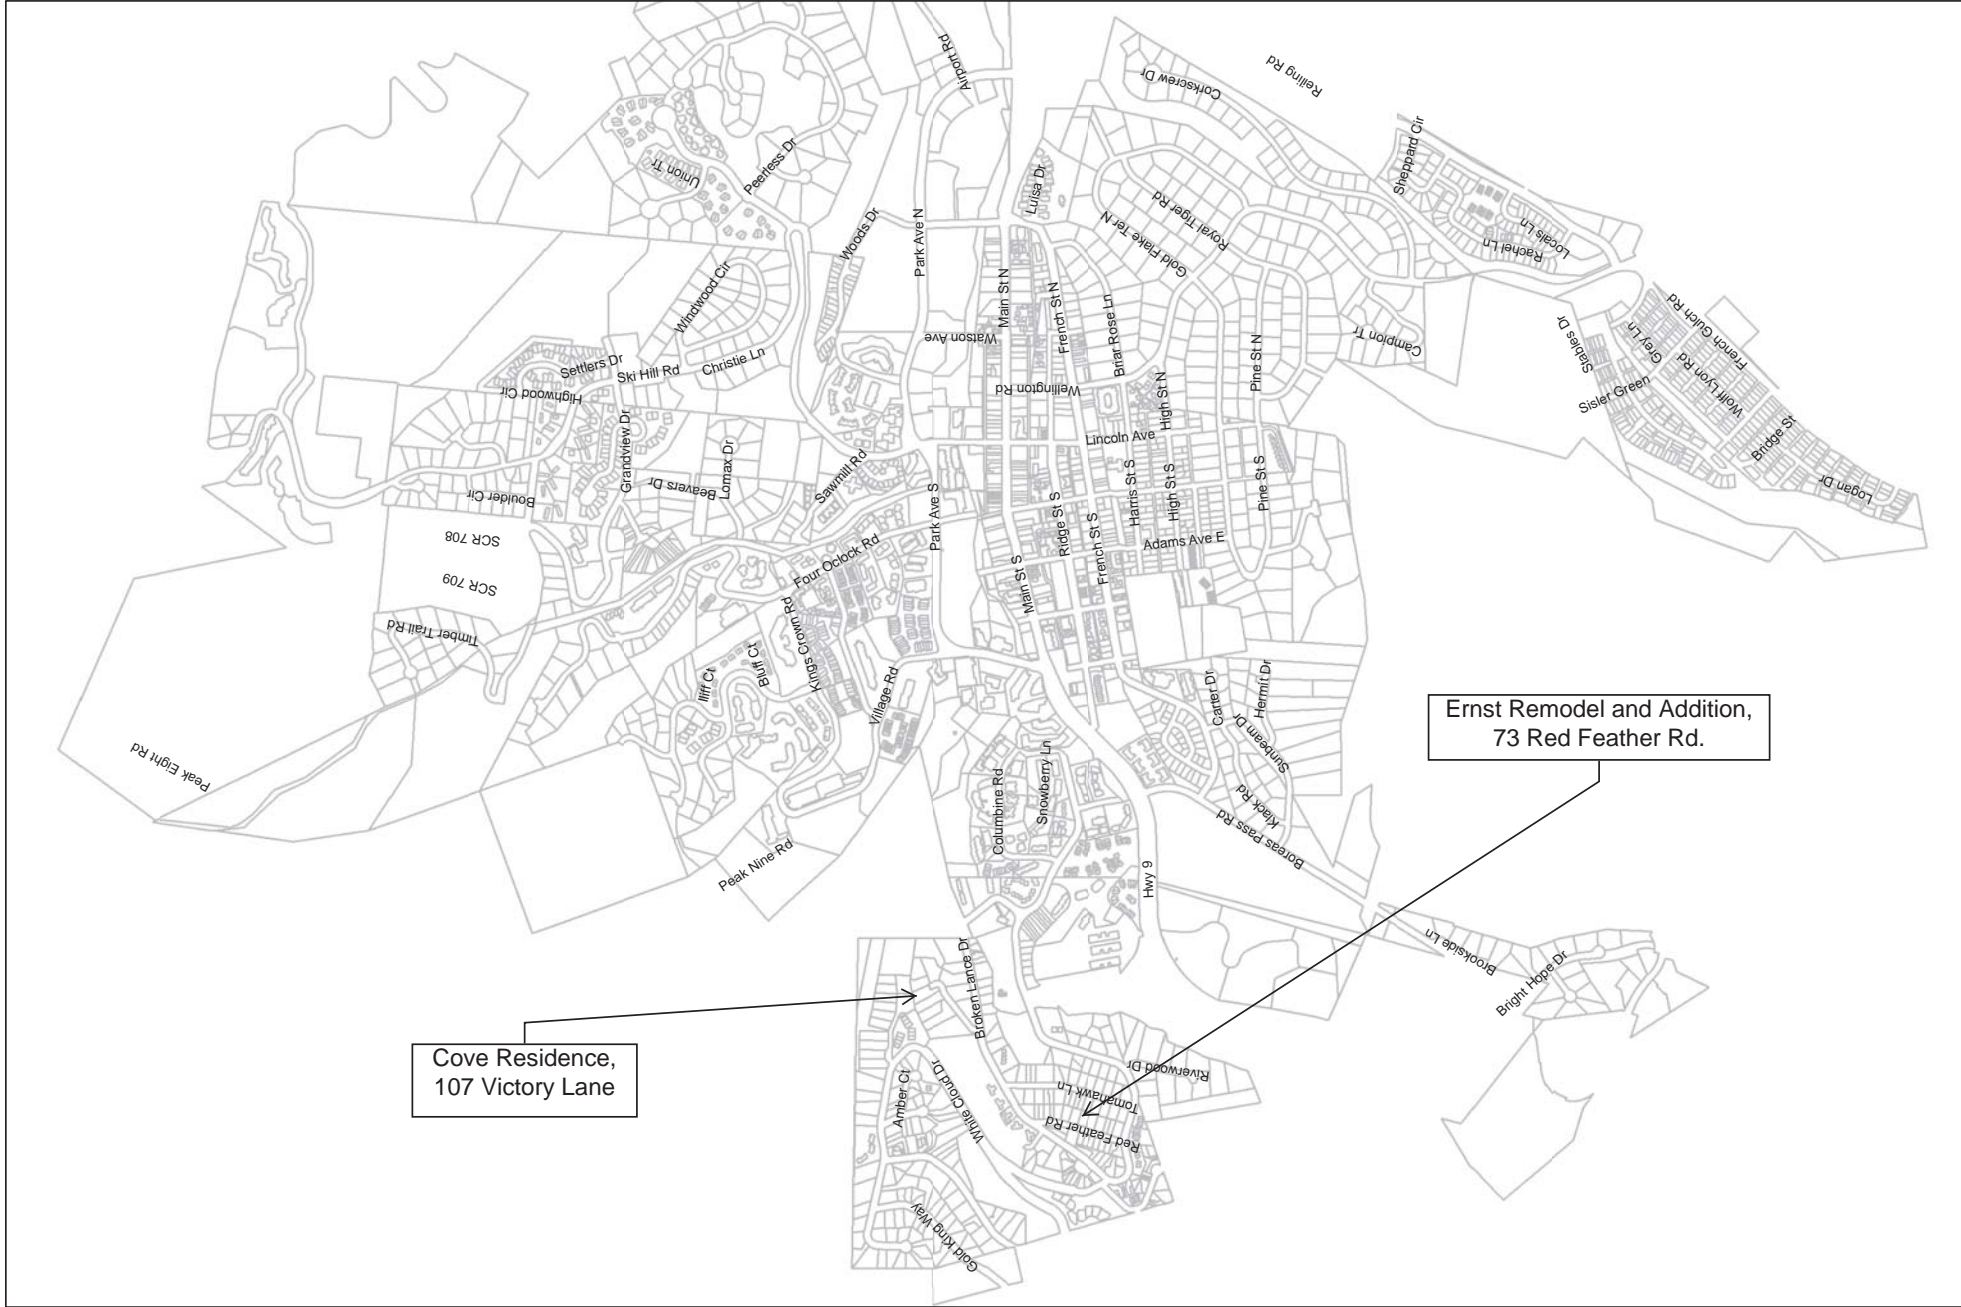 Airport Rd
Reiling Rd
Corkscrew Dr
Sheppard Cir
Union Tr
Peerless Dr
Luisa Dr
Woods Dr
Park Ave N
Gold Flake Ter N
Royal Tiger Rd
Locals Ln
Rachel Ln
Windwood Cir
Main St N
French St N
Watson Ave
Briar Rose Ln
Pine St N
Campion Tr
Stables Dr
Grey Ln
French Gulch Rd
Wolff Lyon Rd
Settlers Dr
Ski Hill Rd
Christie Ln
Highwood Cir
Wellington Rd
High St N
Sisler Green
Bridge St
Grandview Dr
Lomax Dr
Beavers Dr
Sawmill Rd
Lincoln Ave
Logan Dr
Boulder Cir
Park Ave S
Ridge St S
French St S
Harris St S
High St S
Pine St S
Adams Ave E
SCR 708
SCR 709
Four Oclock Rd
Main St S
Timber Trail Rd
Kings Crown Rd
Iliff Ct
Bluff Ct
Village Rd
Carter Dr
Hermit Dr
Sunbeam Dr
Ernst Remodel and Addition,
73 Red Feather Rd.
Peak Eight Rd
Columbine Rd
Snowberry Ln
Klack Rd
Boreas Pass Rd
Peak Nine Rd
Hwy 9
Broken Lance Dr
Brookside Ln
Bright Hope Dr
Cove Residence,
107 Victory Lane
Amber Ct
White Cloud Dr
Riverwood Dr
Tomahawk Ln
Red Feather Rd
Gold King Way